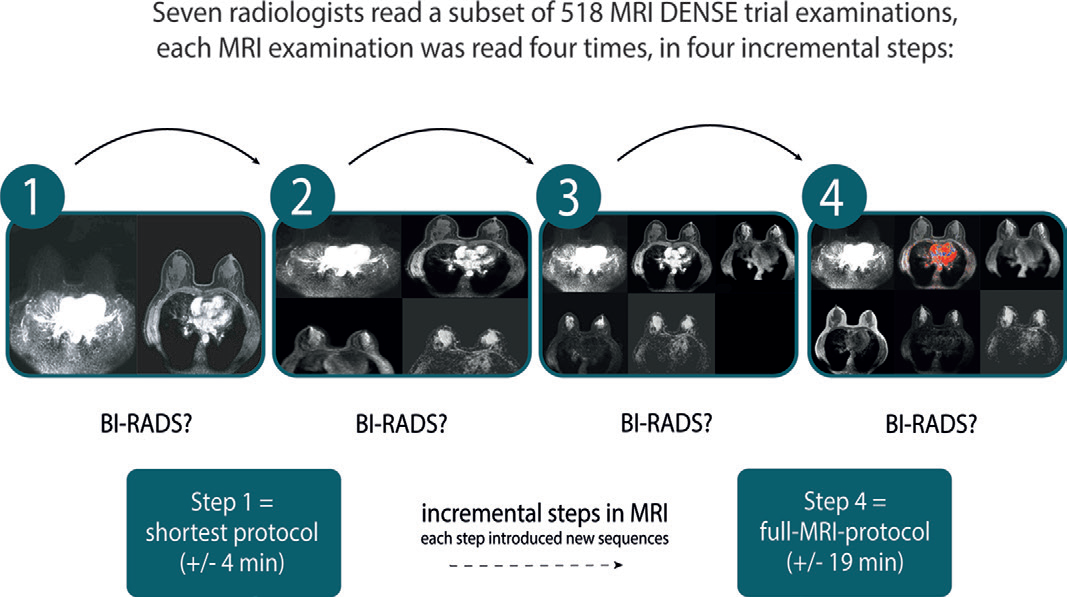 Seven radiologists read a subset of 518 MRI DENSE trial examinations,
each MRI examination was read four times, in four incremental steps:
1
2
3
4
BI-RADS?
BI-RADS?
BI-RADS?
BI-RADS?
Step 1 =
shortest protocol
(+/- 4 min)
incremental steps in MRI
each step introduced new sequences
Step 4 =
full-MRI-protocol
(+/- 19 min)